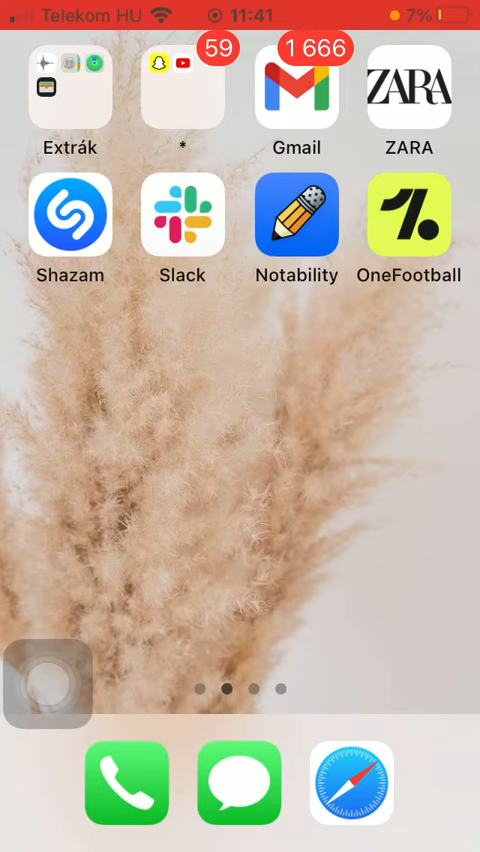 Telekom HU 11:41 7%
59 1 666
ZARA
Extrák * Gmail ZARA
Shazam Slack Notability OneFootball